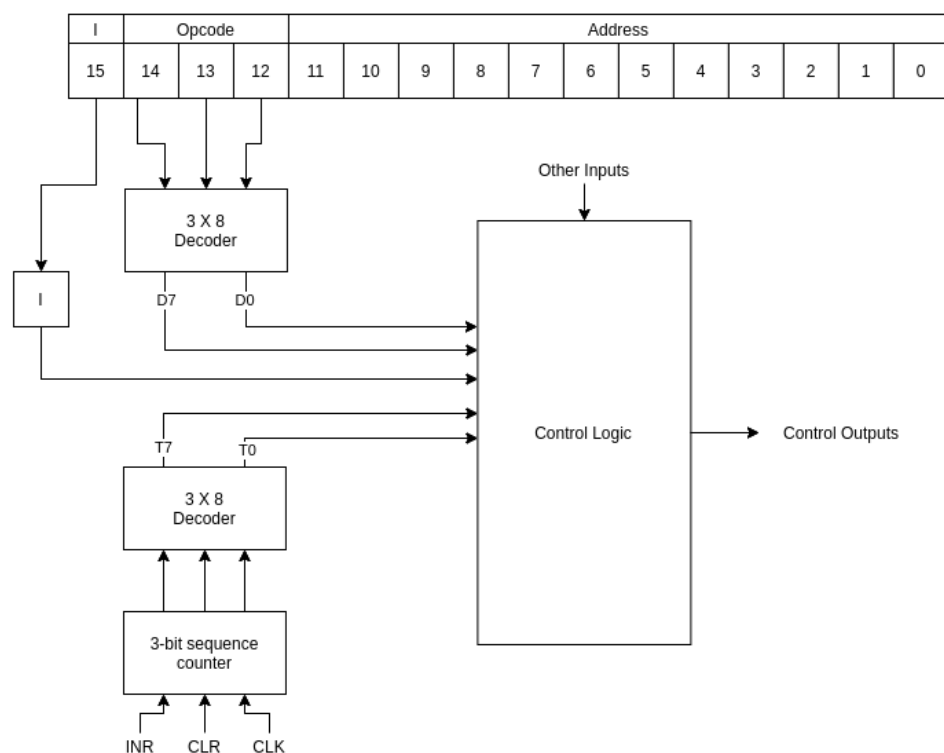 I Opcode Address
15 14 13 12 11 10 9 8 7 6 5 4 3 2 1 0
Other Inputs
3 X 8
Decoder
I
D7 D0
Control Logic
Control Outputs
T7 T0
3 X 8
Decoder
3-bit sequence
counter
INR CLR CLK